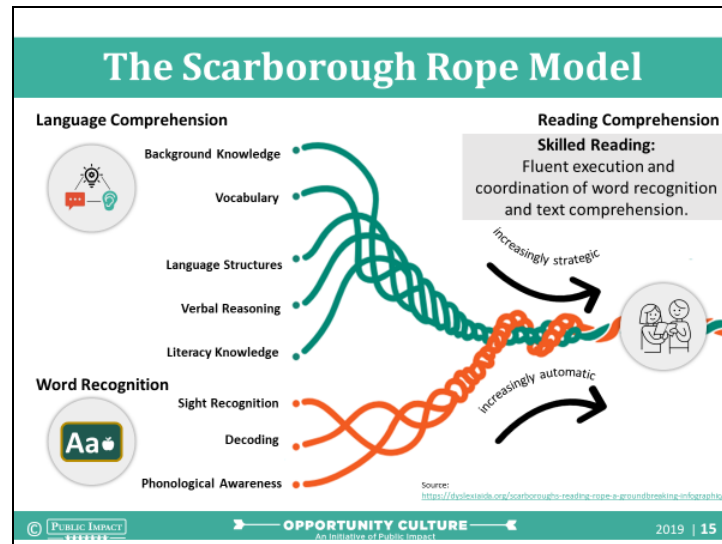 The Scarborough Rope Model
Language Comprehension
Background Knowledge
Vocabulary
Language Structures
Verbal Reasoning
Literacy Knowledge
Word Recognition
Aa
Sight Recognition
Decoding
Phonological Awareness
Reading Comprehension
Skilled Reading:
Fluent execution and
coordination of word recognition
and text comprehension.
increasingly strategic
increasingly automatic
Source:
https://dyslexiaida.org/scarboroughs-reading-rope-a-groundbreaking-infographic/
© PUBLIC IMPACT
OPPORTUNITY CULTURE
An Initiative of Public Impact
2019 | 15